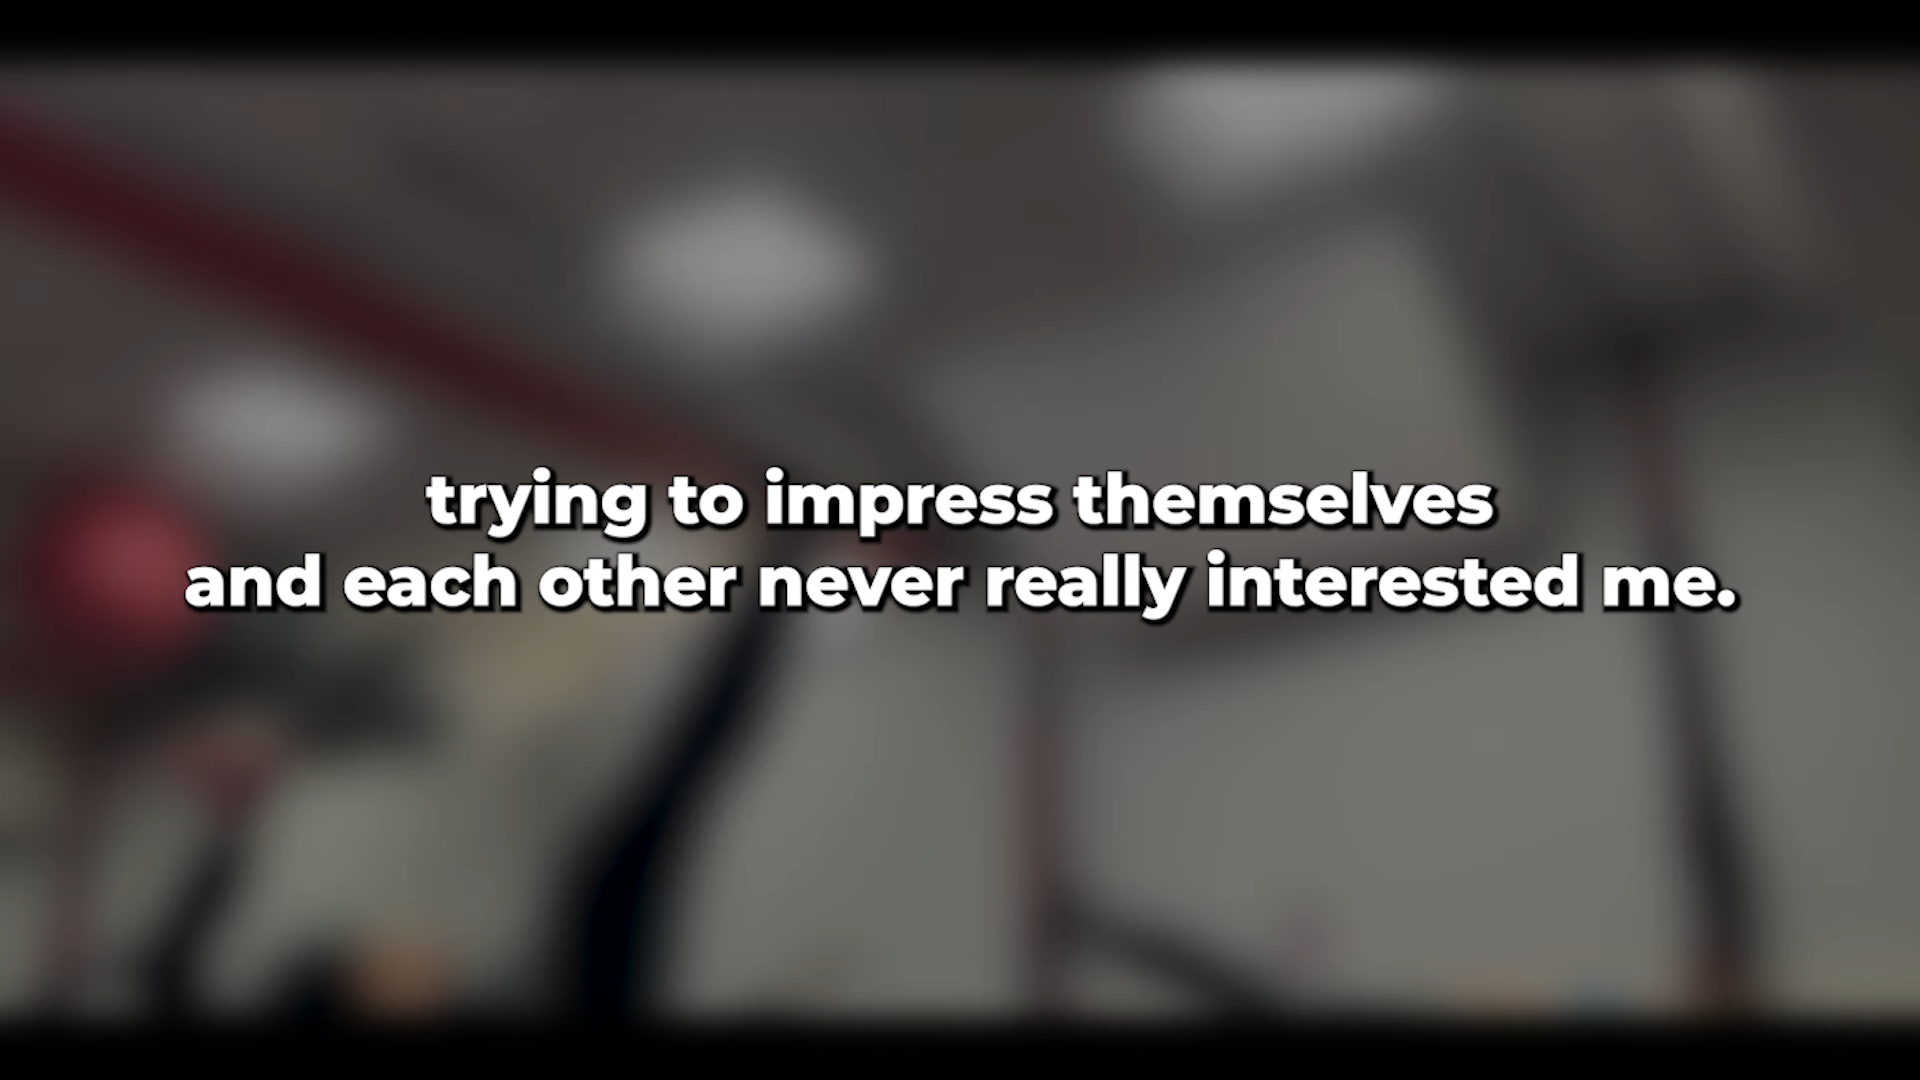 trying to impress themselves
and each other never really interested me.